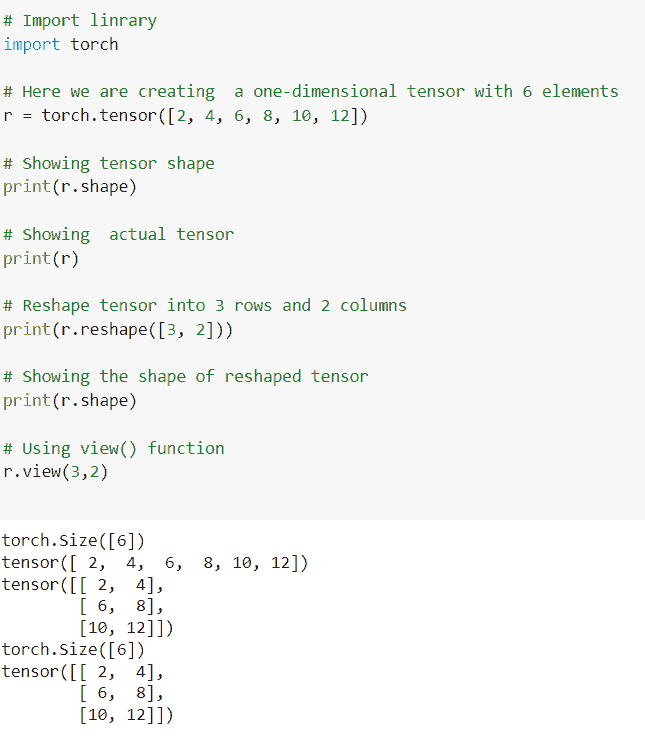 # Import linrary
import torch
# Here we are creating  a one-dimensional tensor with 6 elements
r = torch.tensor([2, 4, 6, 8, 10, 12])
# Showing tensor shape
print(r.shape)
# Showing  actual tensor
print(r)
# Reshape tensor into 3 rows and 2 columns
print(r.reshape([3, 2]))
# Showing the shape of reshaped tensor
print(r.shape)
# Using view() function
r.view(3,2)
torch.Size([6])
tensor([ 2,  4,  6,  8, 10, 12])
tensor([[ 2,  4],
        [ 6,  8],
        [10, 12]])
torch.Size([6])
tensor([[ 2,  4],
        [ 6,  8],
        [10, 12]])